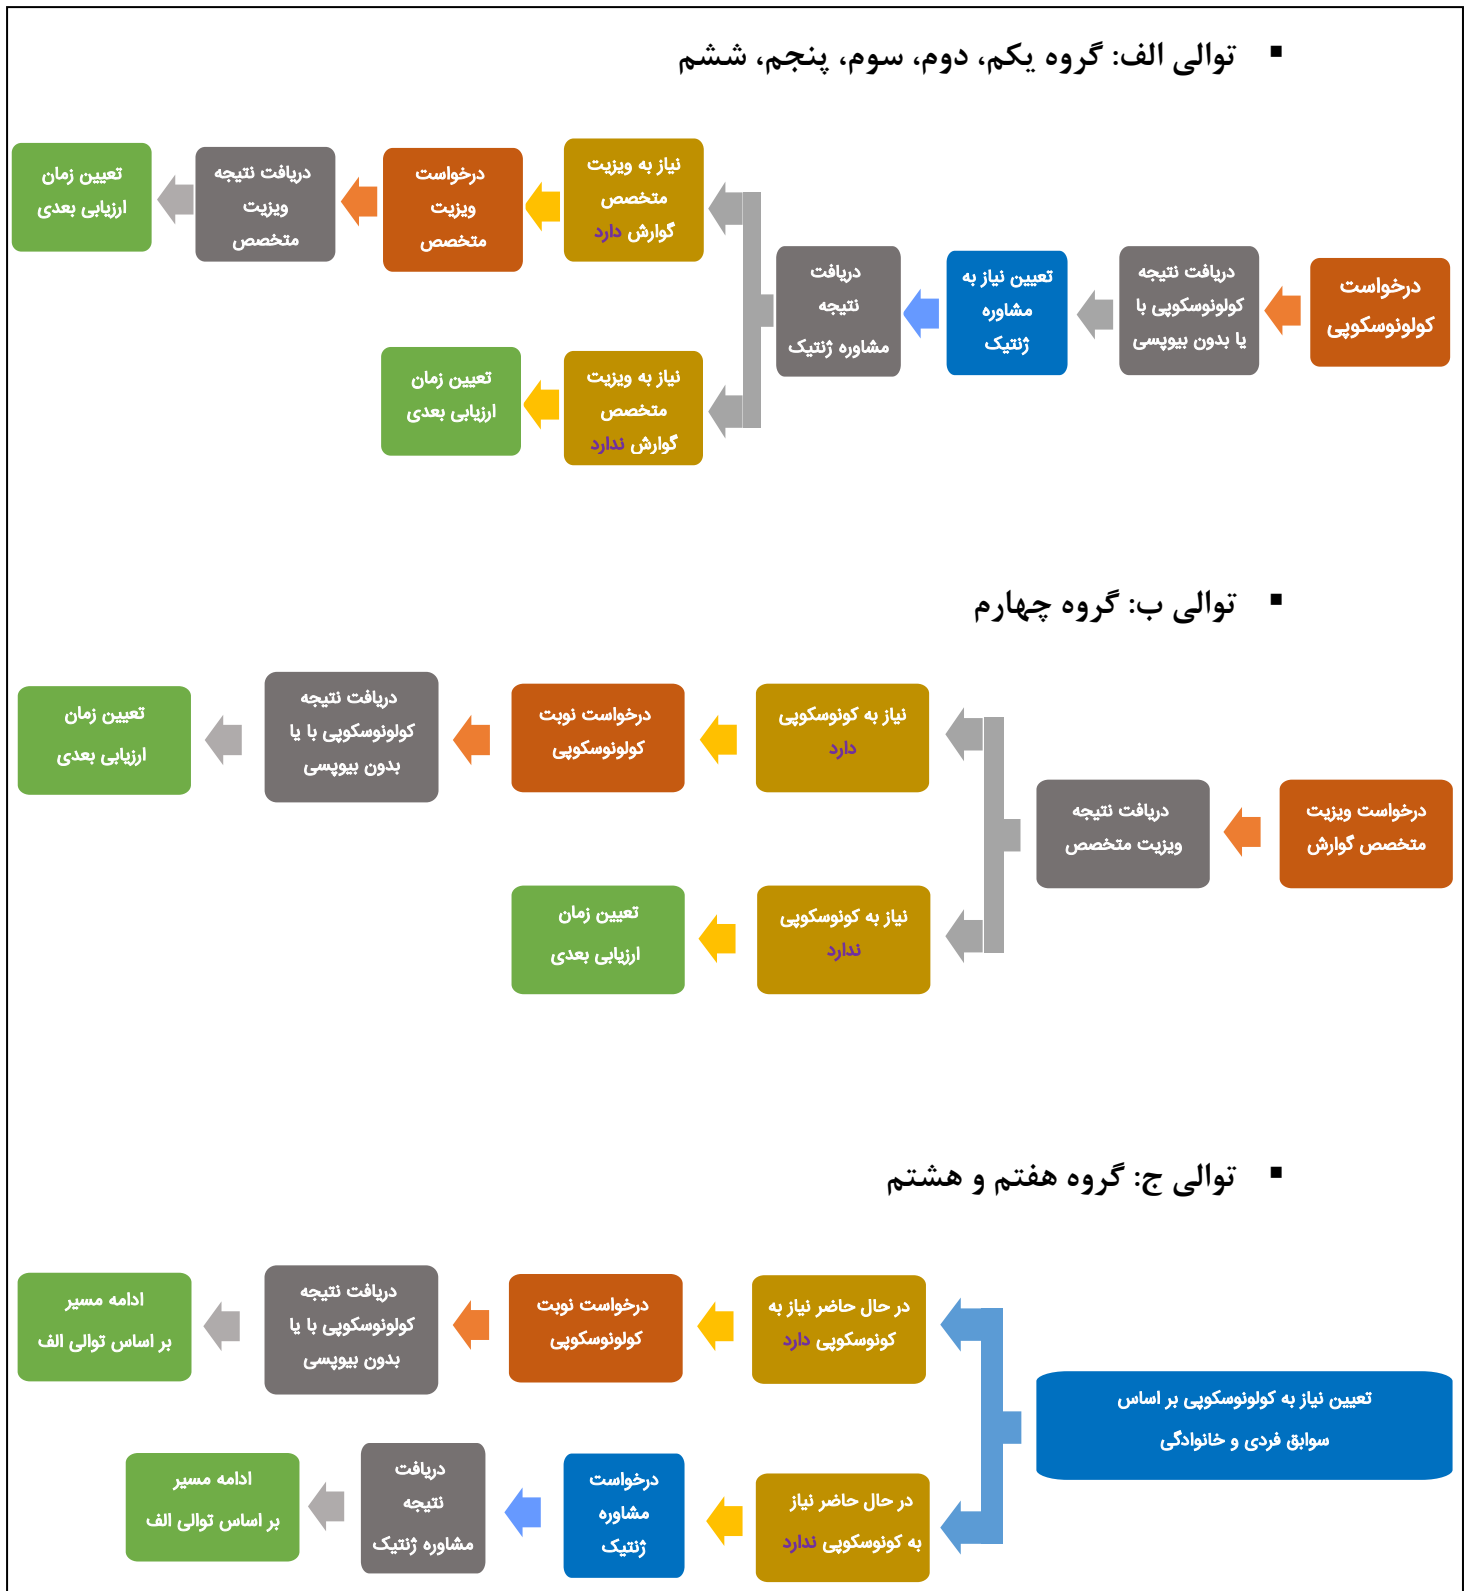 ▪ توالی الف: گروه یکم، دوم، سوم، پنجم، ششم
درخواست
کولونوسکوپی
دریافت نتیجه
کولونوسکوپی با
یا بدون بیوپسی
تعیین نیاز به
مشاوره
ژنتیک
دریافت
نتیجه
مشاوره ژنتیک
نیاز به ویزیت
متخصص
گوارش دارد
درخواست
ویزیت
متخصص
دریافت نتیجه
ویزیت
متخصص
تعیین زمان
ارزیابی بعدی
نیاز به ویزیت
متخصص
گوارش ندارد
تعیین زمان
ارزیابی بعدی
▪ توالی ب: گروه چهارم
درخواست ویزیت
متخصص گوارش
دریافت نتیجه
ویزیت متخصص
نیاز به کونوسکوپی
دارد
درخواست نوبت
کولونوسکوپی
دریافت نتیجه
کولونوسکوپی با یا
بدون بیوپسی
تعیین زمان
ارزیابی بعدی
نیاز به کونوسکوپی
ندارد
تعیین زمان
ارزیابی بعدی
▪ توالی ج: گروه هفتم و هشتم
تعیین نیاز به کولونوسکوپی بر اساس
سوابق فردی و خانوادگی
در حال حاضر نیاز به
کونوسکوپی دارد
درخواست نوبت
کولونوسکوپی
دریافت نتیجه
کولونوسکوپی با یا
بدون بیوپسی
ادامه مسیر
بر اساس توالی الف
در حال حاضر نیاز
به کونوسکوپی ندارد
درخواست
مشاوره
ژنتیک
دریافت
نتیجه
مشاوره ژنتیک
ادامه مسیر
بر اساس توالی الف